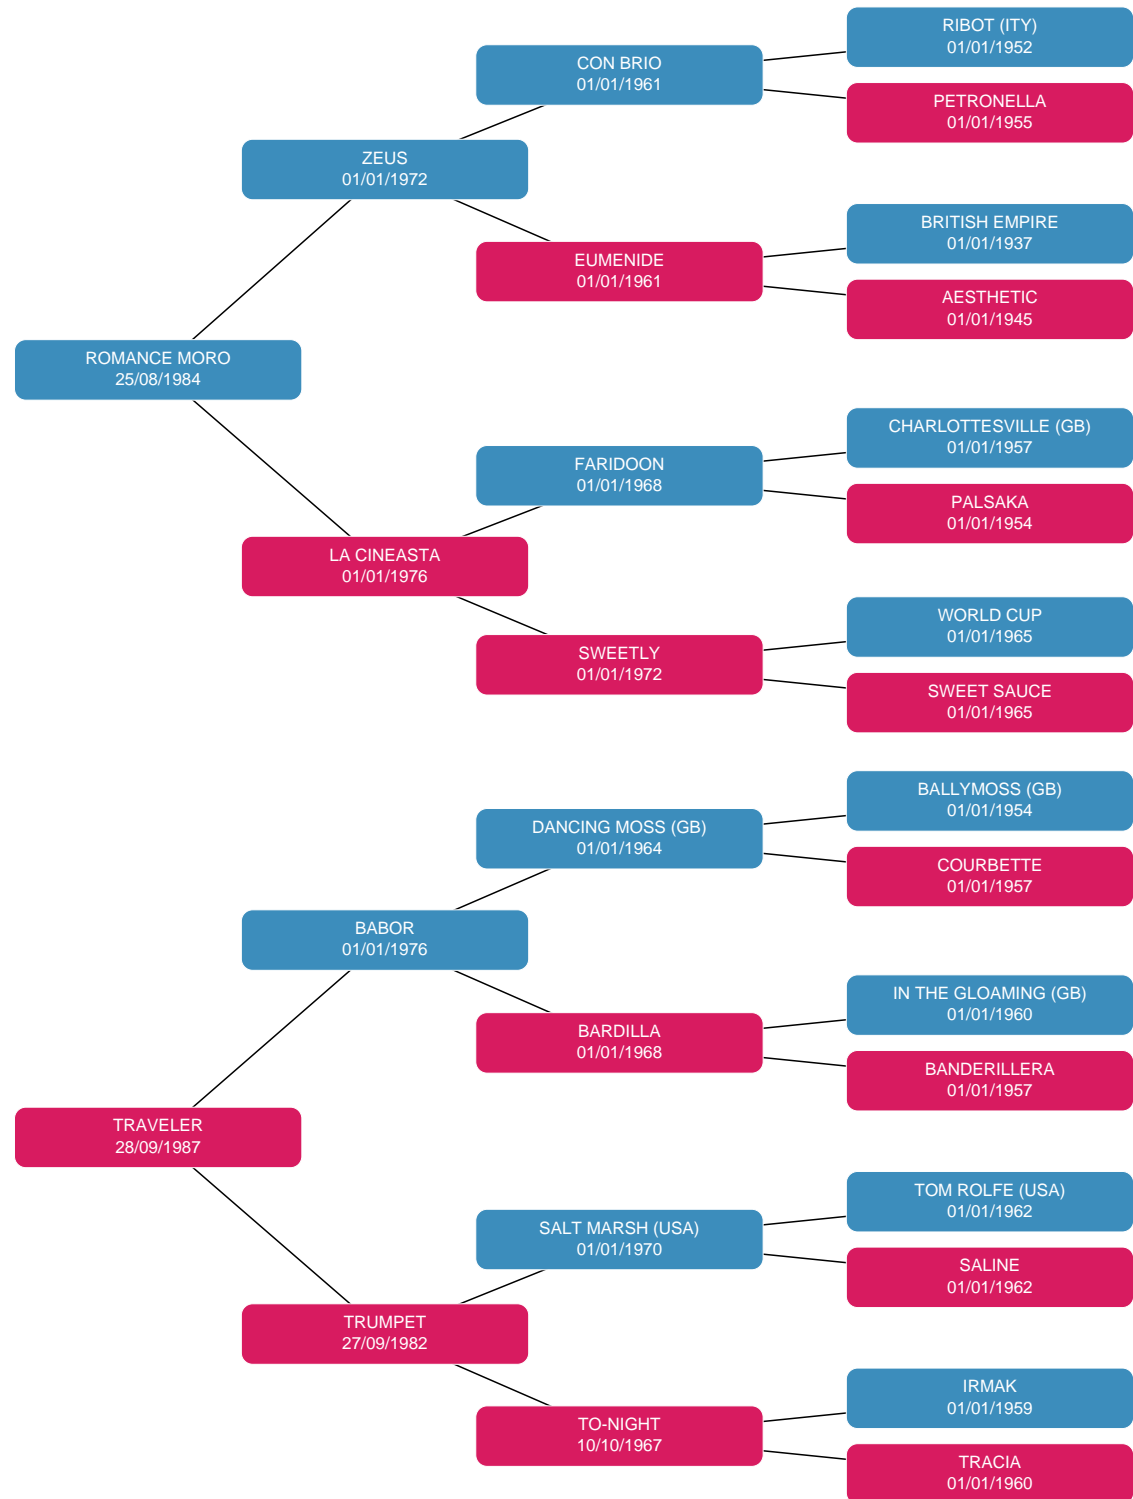 RIBOT (ITY)
01/01/1952
CON BRIO
01/01/1961
PETRONELLA
01/01/1955
ZEUS
01/01/1972
BRITISH EMPIRE
01/01/1937
EUMENIDE
01/01/1961
AESTHETIC
01/01/1945
ROMANCE MORO
25/08/1984
CHARLOTTESVILLE (GB)
01/01/1957
FARIDOON
01/01/1968
PALSAKA
01/01/1954
LA CINEASTA
01/01/1976
WORLD CUP
01/01/1965
SWEETLY
01/01/1972
SWEET SAUCE
01/01/1965
BALLYMOSS (GB)
01/01/1954
DANCING MOSS (GB)
01/01/1964
COURBETTE
01/01/1957
BABOR
01/01/1976
IN THE GLOAMING (GB)
01/01/1960
BARDILLA
01/01/1968
BANDERILLERA
01/01/1957
TRAVELER
28/09/1987
TOM ROLFE (USA)
01/01/1962
SALT MARSH (USA)
01/01/1970
SALINE
01/01/1962
TRUMPET
27/09/1982
IRMAK
01/01/1959
TO-NIGHT
10/10/1967
TRACIA
01/01/1960